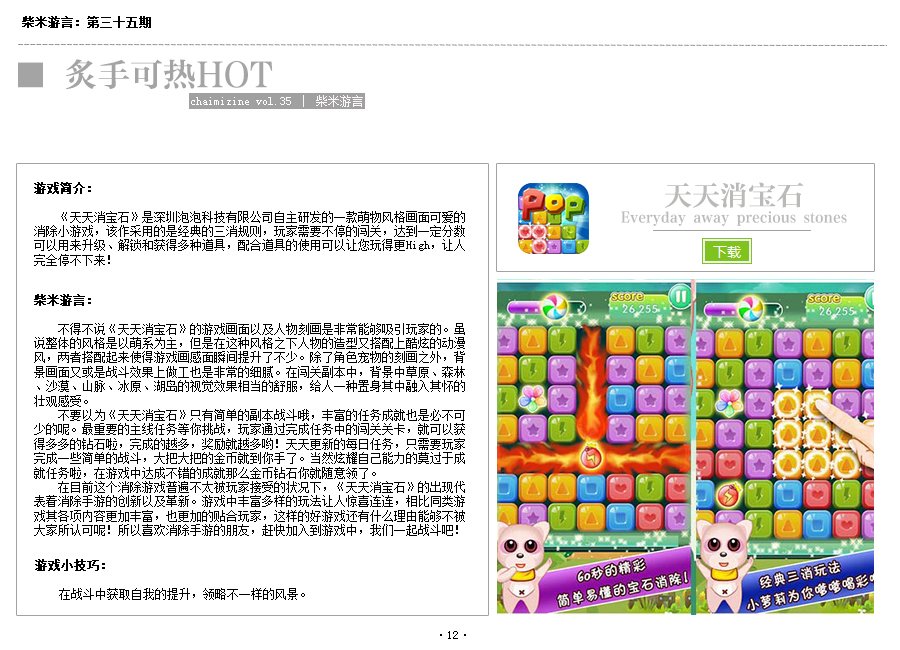 柴米游言：第三十五期
炙手可热HOT
chaimizine vol.35 ｜ 柴米游言
游戏简介：
《天天消宝石》是深圳泡泡科技有限公司自主研发的一款萌物风格画面可爱的
消除小游戏，该作采用的是经典的三消规则，玩家需要不停的闯关，达到一定分数
可以用来升级、解锁和获得多种道具，配合道具的使用可以让您玩得更High，让人
完全停不下来！
柴米游言：
不得不说《天天消宝石》的游戏画面以及人物刻画是非常能够吸引玩家的。虽
说整体的风格是以萌系为主，但是在这种风格之下人物的造型又搭配上酷炫的动漫
风，两者搭配起来使得游戏画感面瞬间提升了不少。除了角色宠物的刻画之外，背
景画面又或是战斗效果上做工也是非常的细腻。在闯关副本中，背景中草原、森林
、沙漠、山脉、冰原、湖岛的视觉效果相当的舒服，给人一种置身其中融入其怀的
壮观感受。
不要以为《天天消宝石》只有简单的副本战斗哦，丰富的任务成就也是必不可
少的呢。最重要的主线任务等你挑战，玩家通过完成任务中的闯关关卡，就可以获
得多多的钻石啦，完成的越多，奖励就越多哟！天天更新的每日任务，只需要玩家
完成一些简单的战斗，大把大把的金币就到你手了。当然炫耀自己能力的莫过于成
就任务啦，在游戏中达成不错的成就那么金币钻石你就随意领了。
在目前这个消除游戏普遍不太被玩家接受的状况下，《天天消宝石》的出现代
表着消除手游的创新以及革新。游戏中丰富多样的玩法让人惊喜连连，相比同类游
戏其各项内容更加丰富，也更加的贴合玩家，这样的好游戏还有什么理由能够不被
大家所认可呢！所以喜欢消除手游的朋友，赶快加入到游戏中，我们一起战斗吧！
游戏小技巧：
在战斗中获取自我的提升，领略不一样的风景。
POP
天天消宝石
Everyday away precious stones
下载
score
26,255
60秒的精彩
简单易懂的宝石消除！
score
26,255
经典三消玩法
小萝莉为你嗲嗲喝彩
·12·